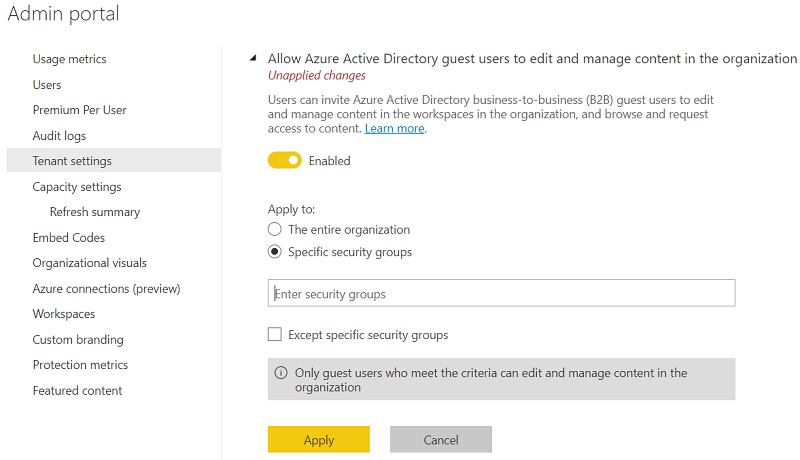 Admin portal
Usage metrics
Users
Premium Per User
Audit logs
Tenant settings
Capacity settings
Refresh summary
Embed Codes
Organizational visuals
Azure connections (preview)
Workspaces
Custom branding
Protection metrics
Featured content
Allow Azure Active Directory guest users to edit and manage content in the organization
Unapplied changes
Users can invite Azure Active Directory business-to-business (B2B) guest users to edit
and manage content in the workspaces in the organization, and browse and request
access to content. Learn more.
Enabled
Apply to:
The entire organization
Specific security groups
Enter security groups
Except specific security groups
Only guest users who meet the criteria can edit and manage content in the
organization
Apply
Cancel